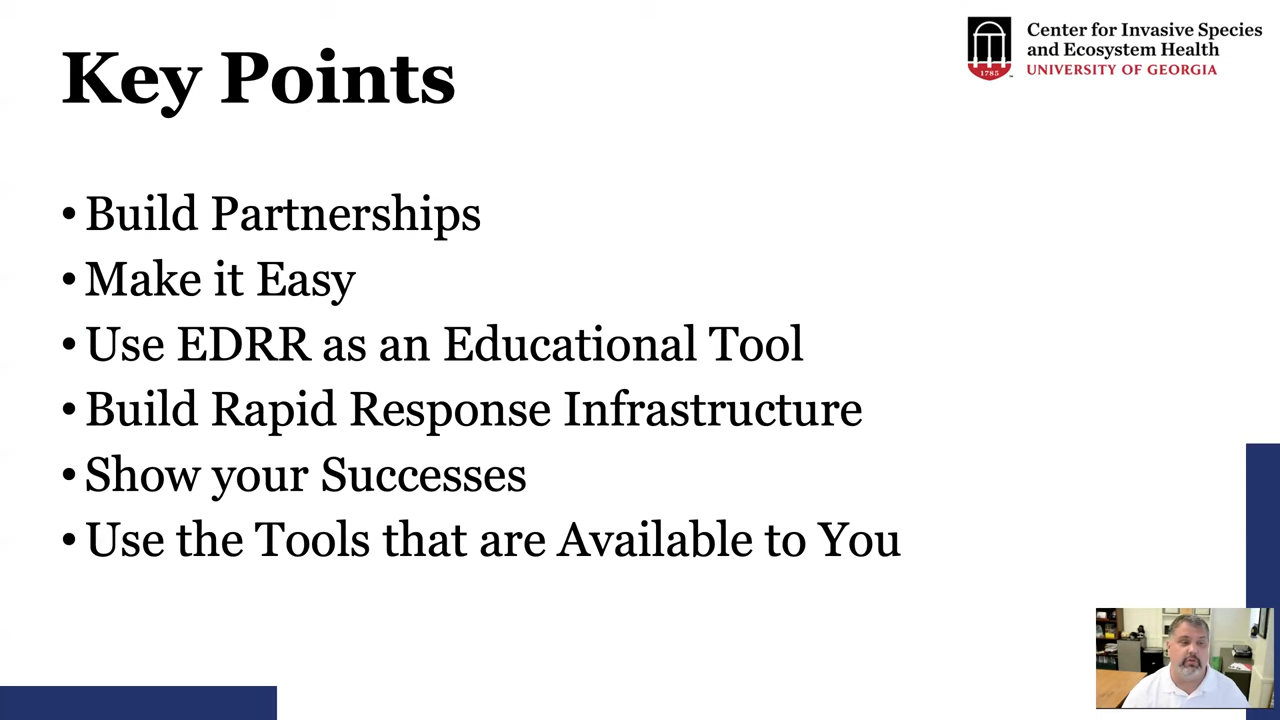 Key Points
Center for Invasive Species
and Ecosystem Health
UNIVERSITY OF GEORGIA
1785
• Build Partnerships
• Make it Easy
• Use EDRR as an Educational Tool
• Build Rapid Response Infrastructure
• Show your Successes
• Use the Tools that are Available to You